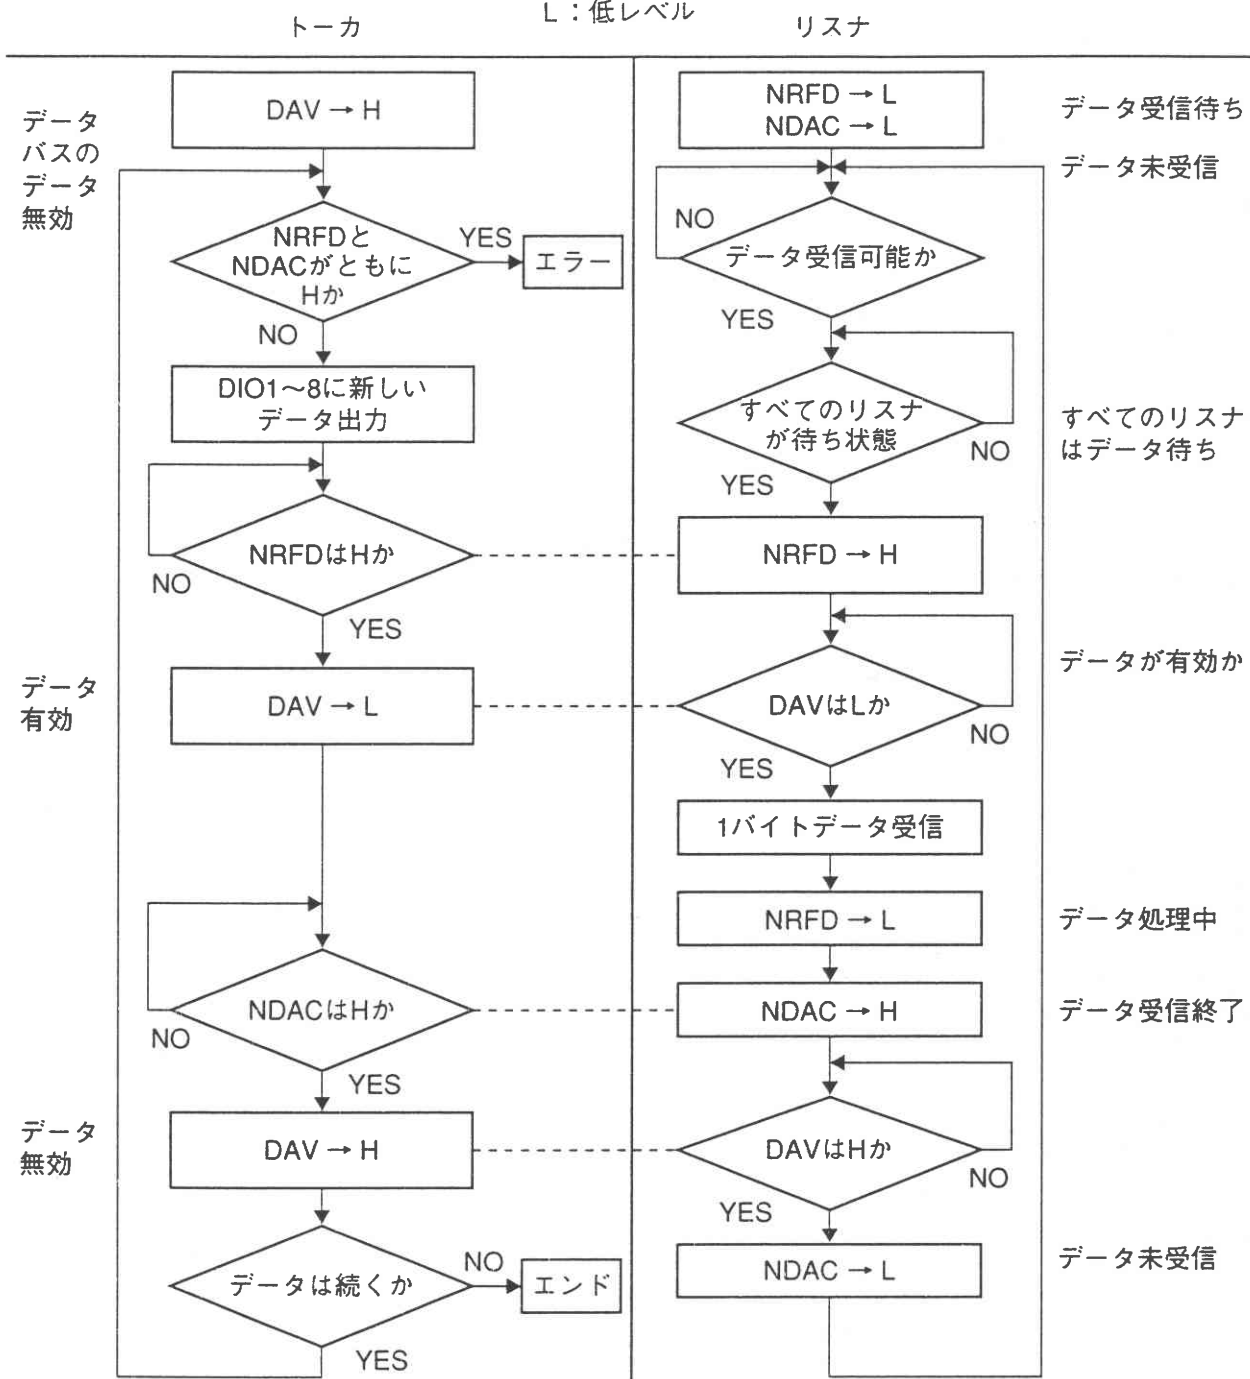 L：低レベル
トーカ
リスナ
データ
バスの
データ
無効
DAV→H
NRFDと
NDACがともに
Hか
YES
エラー
NO
DIO1～8に新しい
データ出力
NRFDはHか
NO
YES
データ
有効
DAV→L
NDACはHか
NO
YES
データ
無効
DAV→H
データは続くか
NO
エンド
YES
NRFD→L
NDAC→L
データ受信待ち
データ未受信
NO
データ受信可能か
YES
すべてのリスナ
が待ち状態
NO
すべてのリスナ
はデータ待ち
YES
NRFD→H
データが有効か
DAVはLか
NO
YES
1バイトデータ受信
NRFD→L
データ処理中
NDAC→H
データ受信終了
DAVはHか
NO
YES
NDAC→L
データ未受信